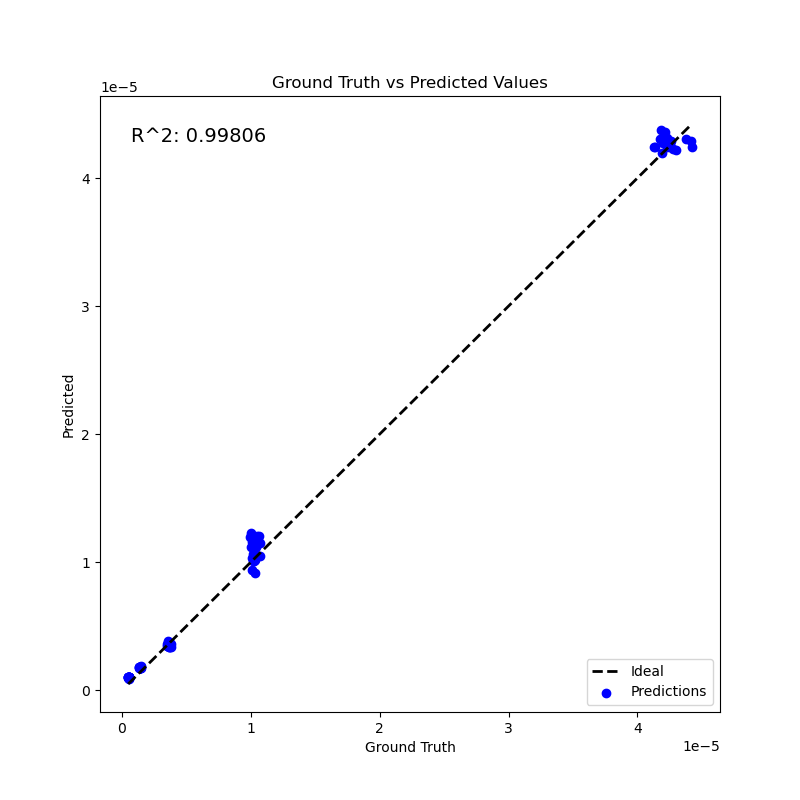 Ground Truth vs Predicted Values
1e−5
R^2: 0.99806
4
3
2
1
0
Predicted
Ideal
Predictions
0 1 2 3 4
Ground Truth
1e−5